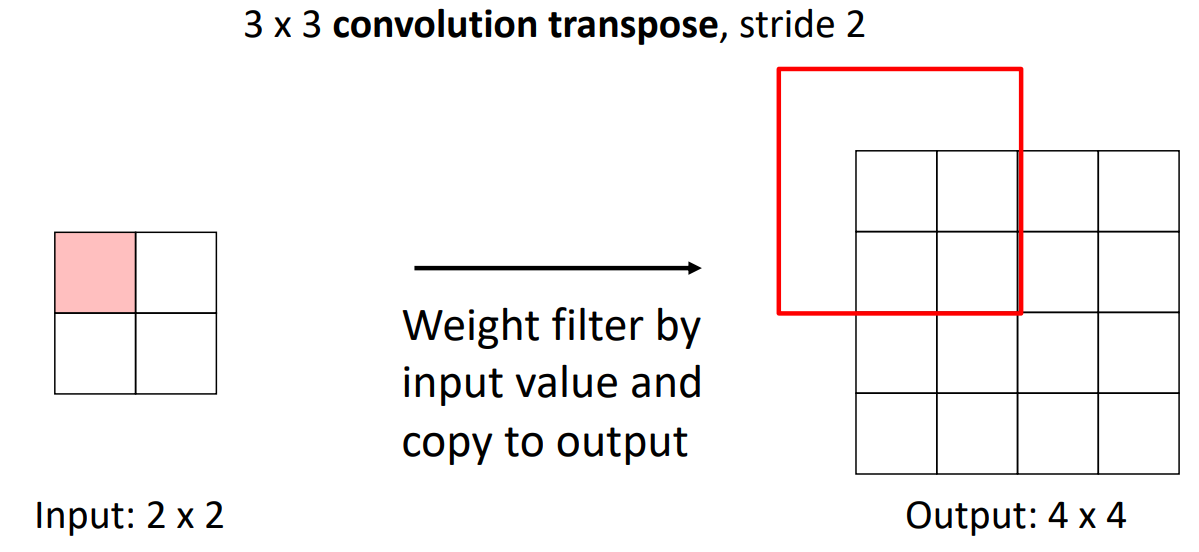 3 x 3 convolution transpose, stride 2
Weight filter by
input value and
copy to output
Input: 2 x 2
Output: 4 x 4